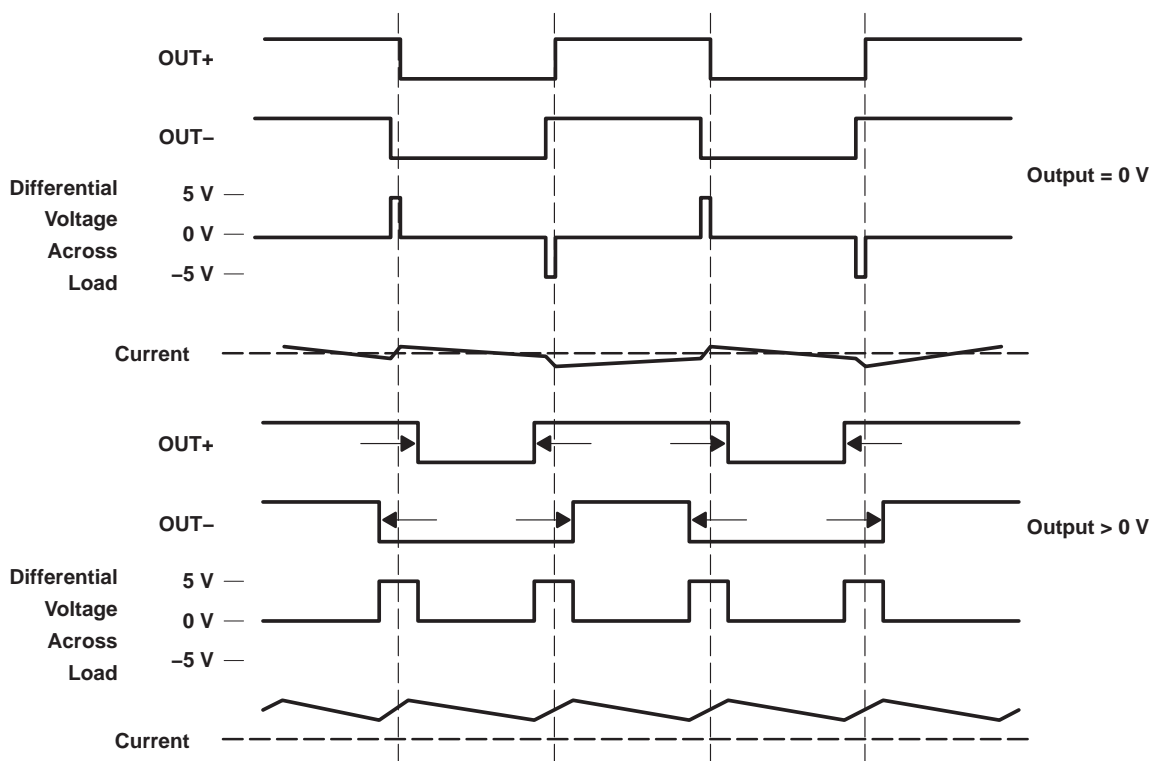 OUT+
OUT–
Output = 0 V
Differential
Voltage
Across
Load
5 V
0 V
–5 V
Current
OUT+
OUT–
Output > 0 V
Differential
Voltage
Across
Load
5 V
0 V
–5 V
Current